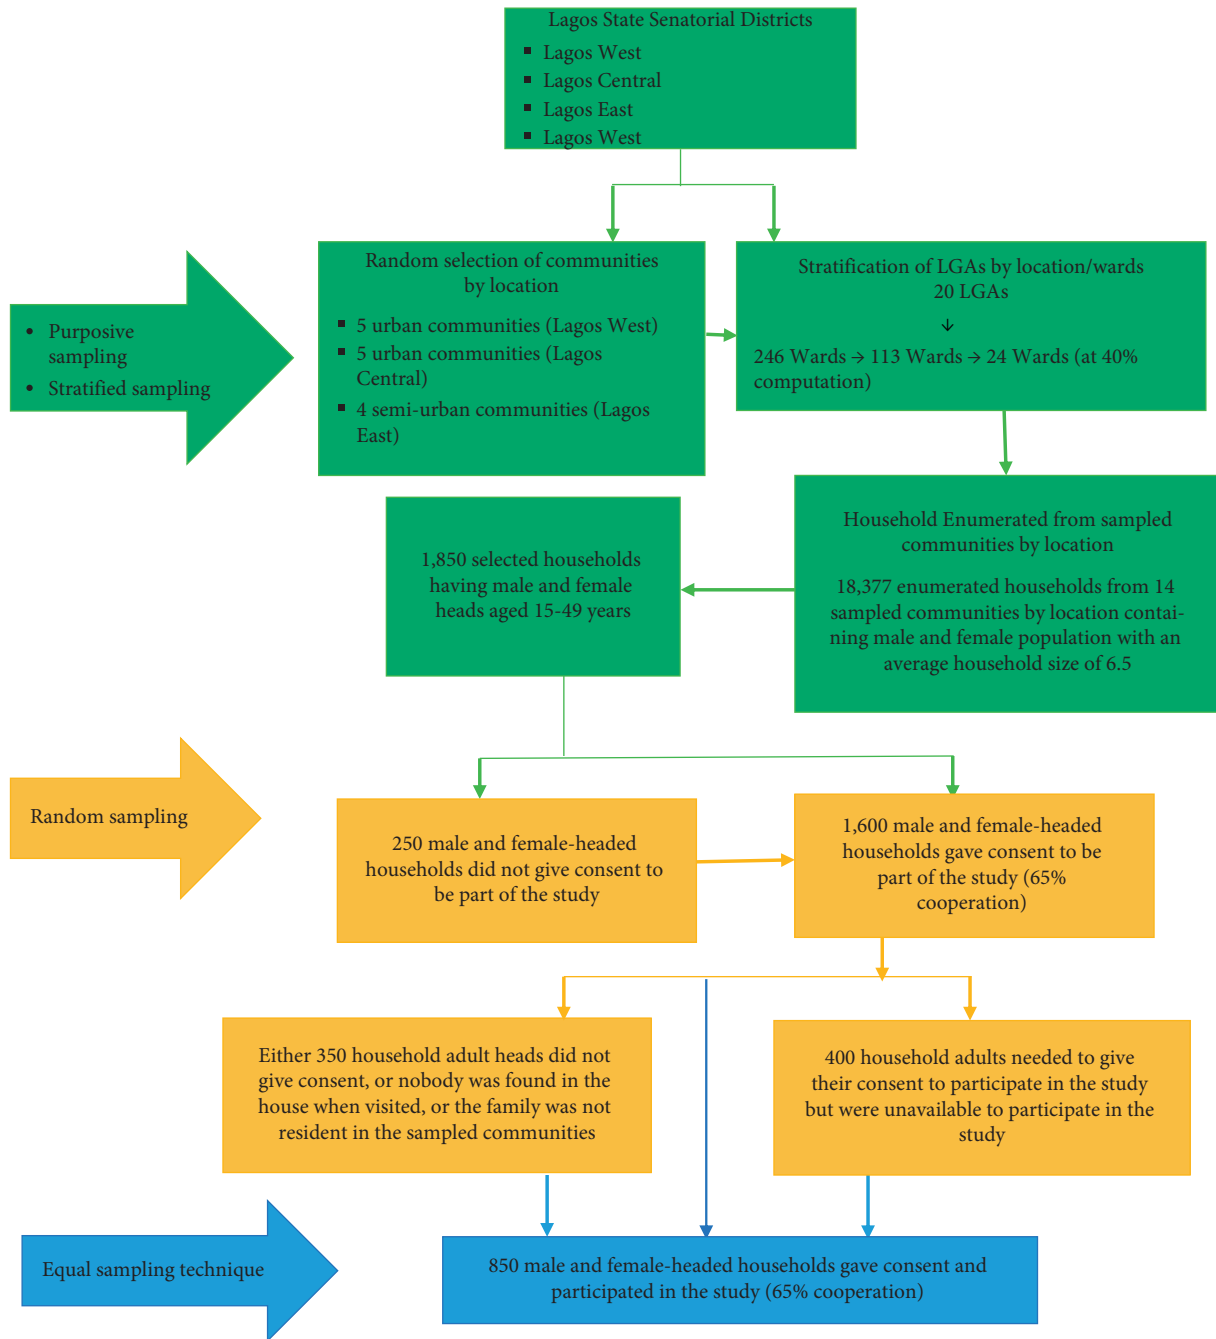 Lagos State Senatorial Districts
▪ Lagos West
▪ Lagos Central
▪ Lagos East
▪ Lagos West
• Purposive
sampling
• Stratified sampling
Random selection of communities
by location
▪ 5 urban communities (Lagos West)
▪ 5 urban communities (Lagos
Central)
▪ 4 semi-urban communities (Lagos
East)
Stratification of LGAs by location/wards
20 LGAs
↓
246 Wards → 113 Wards → 24 Wards (at 40%
computation)
Household Enumerated from sampled
communities by location
18,377 enumerated households from 14
sampled communities by location contai-
ning male and female population with an
average household size of 6.5
1,850 selected households
having male and female
heads aged 15-49 years
Random sampling
250 male and female-headed
households did not give consent to
be part of the study
1,600 male and female-headed
households gave consent to be
part of the study (65%
cooperation)
Either 350 household adult heads did not
give consent, or nobody was found in the
house when visited, or the family was not
resident in the sampled communities
400 household adults needed to give
their consent to participate in the study
but were unavailable to participate in the
study
Equal sampling technique
850 male and female-headed households gave consent and
participated in the study (65% cooperation)